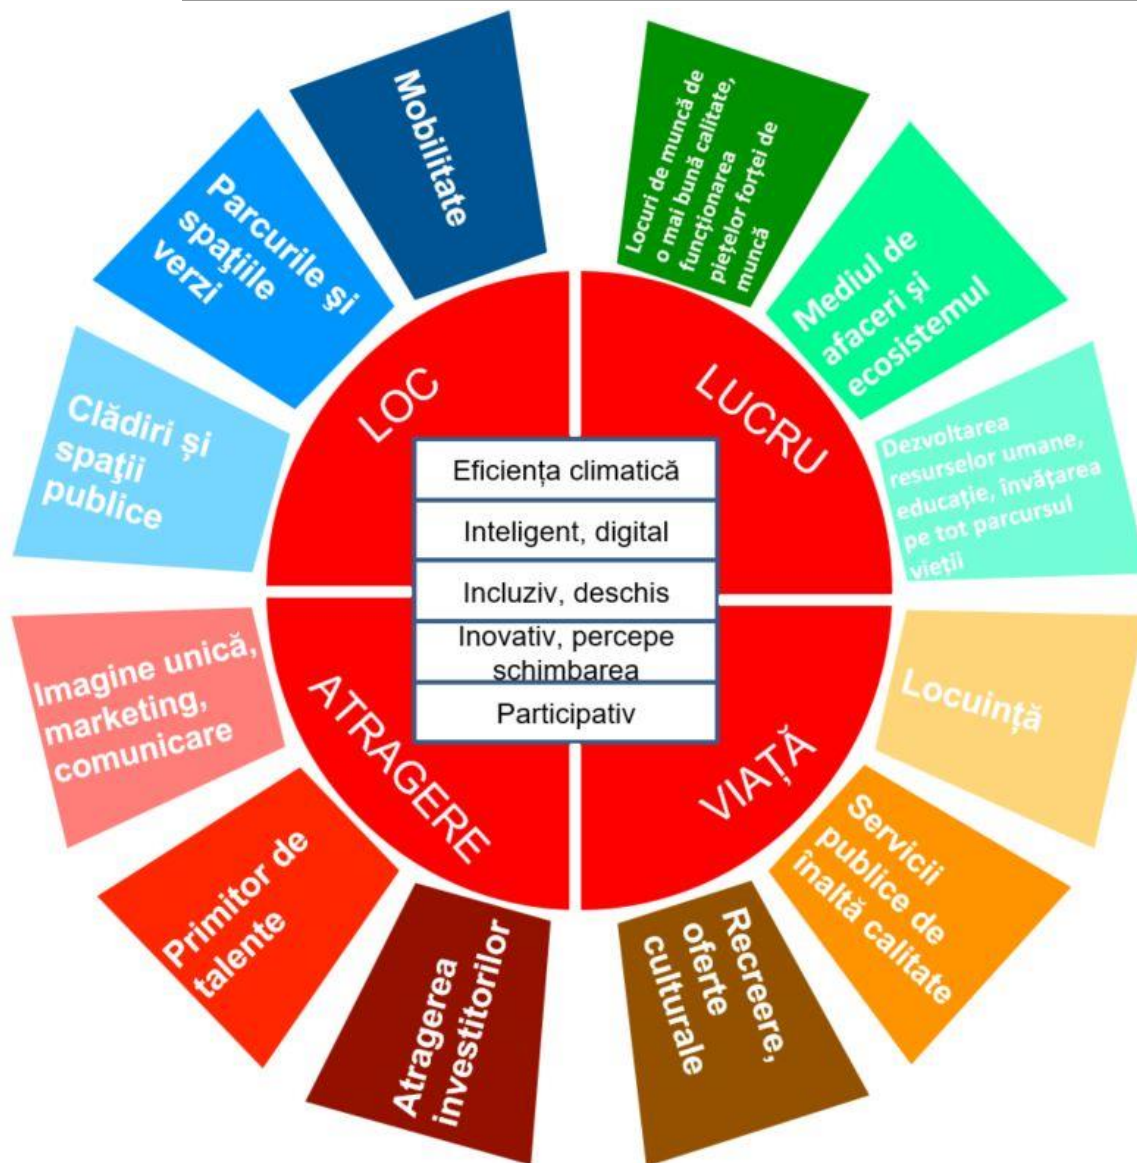 Mobilitate
Parcurile şi
spaţiile
verzi
Clădiri și
spaţii
publice
LOC
Locuri de muncă de
o mai bună calitate,
funcționarea
piețelor forței de
muncă
Mediul de
afaceri și
ecosistemul
Dezvoltarea
resurselor umane,
educație, învățarea
pe tot parcursul
vieții
LUCRU
Eficiența climatică
Inteligent, digital
Incluziv, deschis
Inovativ, percepe
schimbarea
Participativ
Imagine unică,
marketing,
comunicare
Primitor de
talente
Atragerea
investitorilor
ATRAGERE
Locuință
Servicii
publice de
înaltă calitate
Recreere,
oferte
culturale
VIAȚĂ